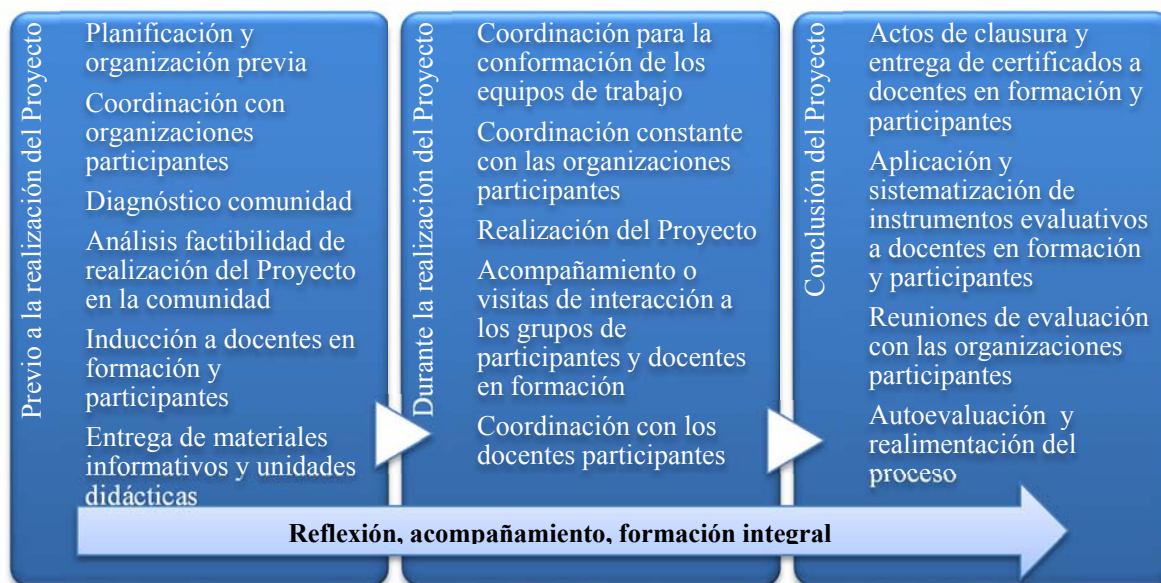 Previo a la realización del Proyecto
Planificación y
organización previa
Coordinación con
organizaciones
participantes
Diagnóstico comunidad
Análisis factibilidad de
realización del Proyecto
en la comunidad
Inducción a docentes en
formación y
participantes
Entrega de materiales
informativos y unidades
didácticas
Durante la realización del Proyecto
Coordinación para la
conformación de los
equipos de trabajo
Coordinación constante
con las organizaciones
participantes
Realización del Proyecto
Acompañamiento o
visitas de interacción a
los grupos de
participantes y docentes
en formación
Coordinación con los
docentes participantes
Conclusión del Proyecto
Actos de clausura y
entrega de certificados a
docentes en formación y
participantes
Aplicación y
sistematización de
instrumentos evaluativos
a docentes en formación
y participantes
Reuniones de evaluación
con las organizaciones
participantes
Autoevaluación y
realimentación del
proceso
Reflexión, acompañamiento, formación integral